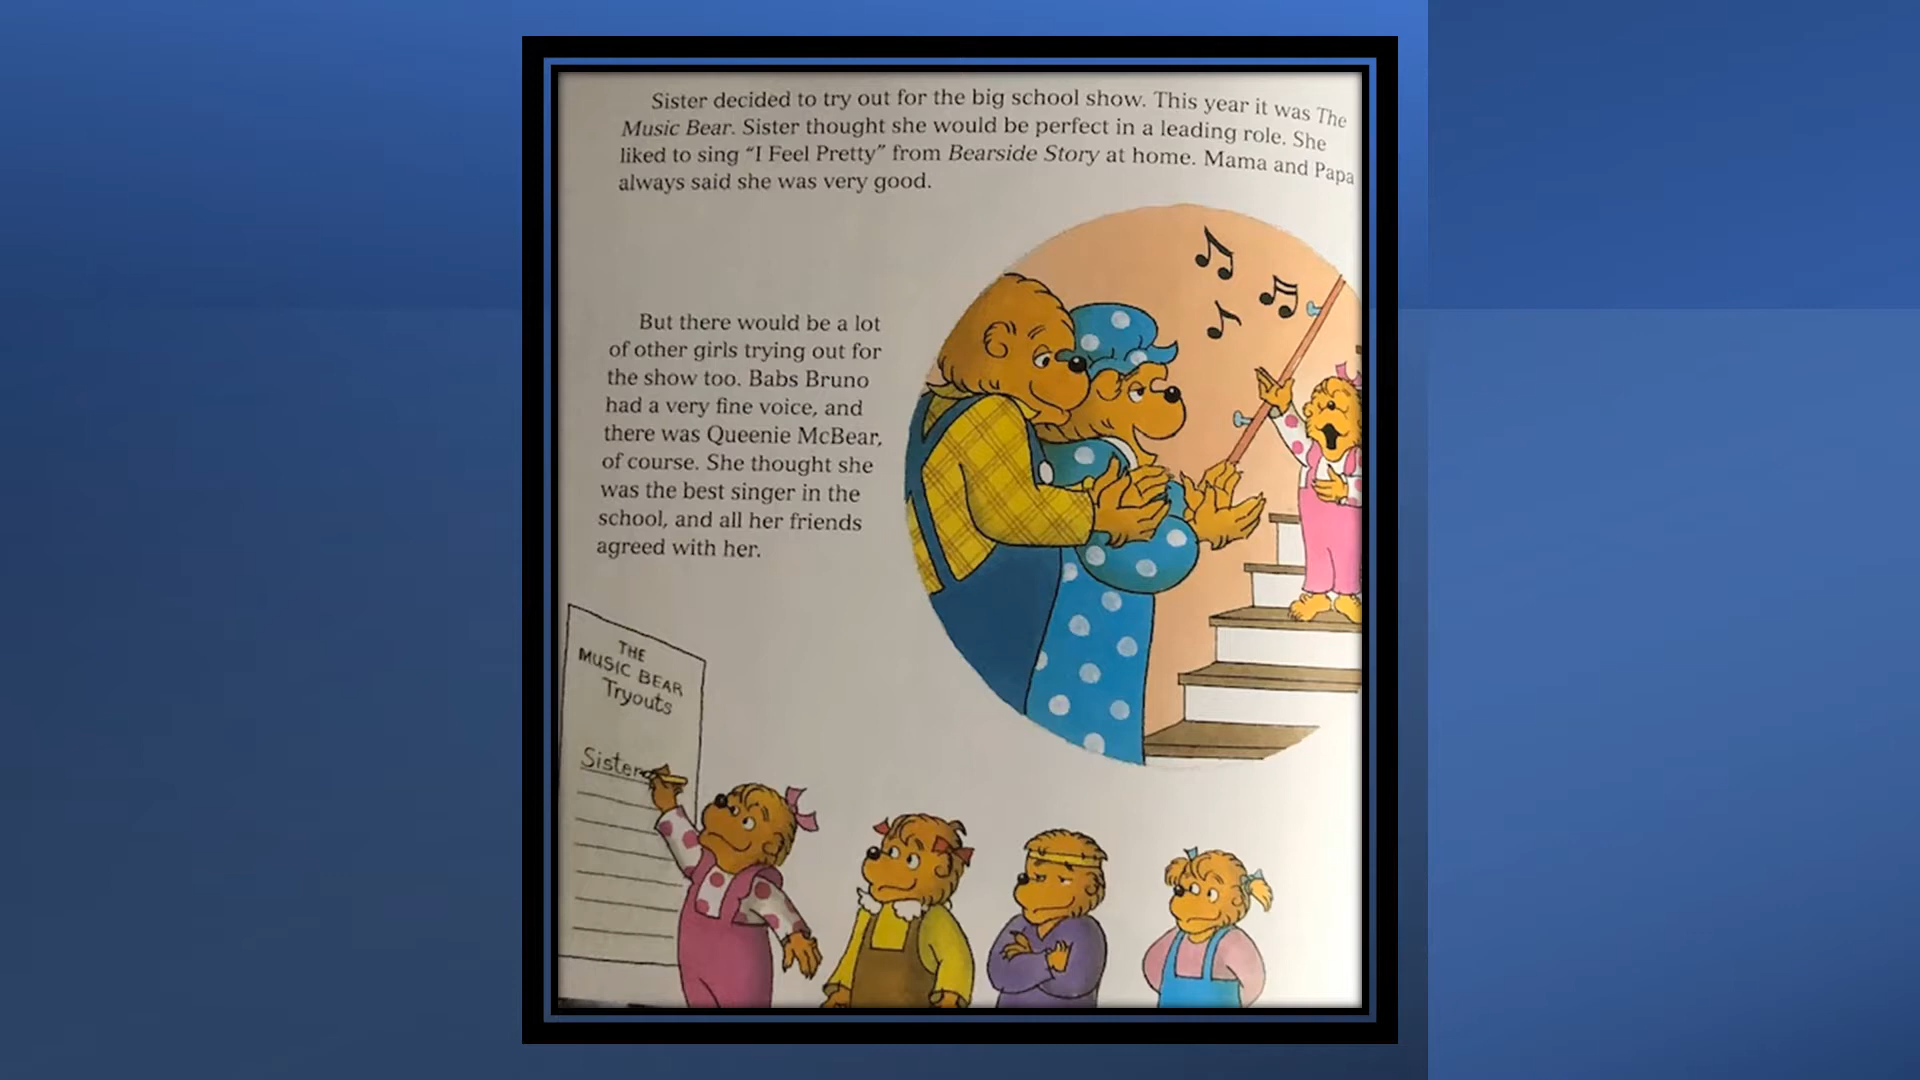 Sister decided to try out for the big school show. This year it was The
Music Bear. Sister thought she would be perfect in a leading role. She
liked to sing “I Feel Pretty” from Bearside Story at home. Mama and Papa
always said she was very good.
But there would be a lot
of other girls trying out for
the show too. Babs Bruno
had a very fine voice, and
there was Queenie McBear,
of course. She thought she
was the best singer in the
school, and all her friends
agreed with her.
THE
MUSIC BEAR
Tryouts
Sister